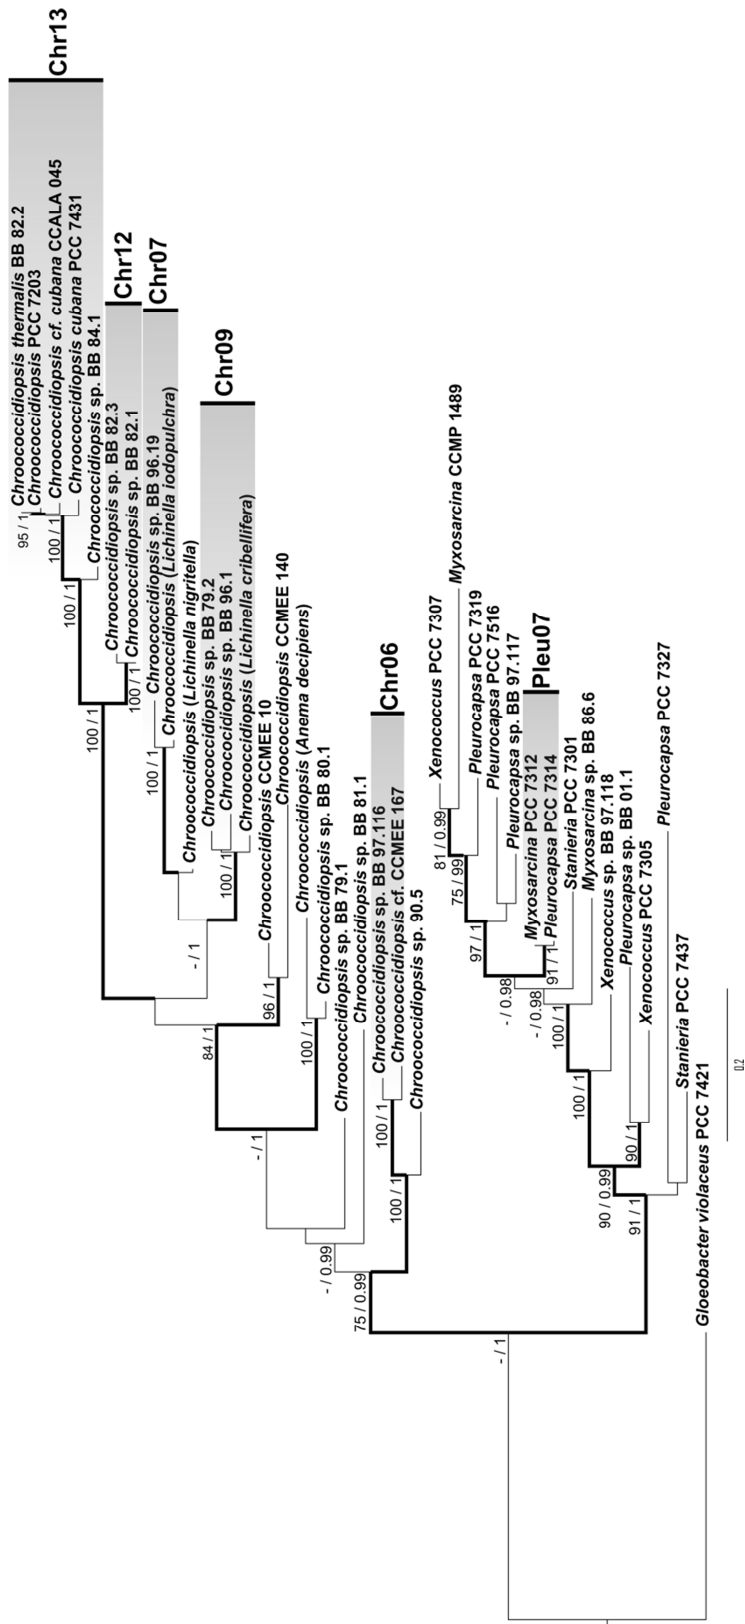 Chr13
Chroococcidiopsis thermalis BB 82.2
Chroococcidiopsis PCC 7203
95 / 1
Chroococcidiopsis cf. cubana CCALA 045
100 / 1
Chroococcidiopsis cubana PCC 7431
100 / 1
Chroococcidiopsis sp. BB 84.1
100 / 1
Chr12
Chroococcidiopsis sp. BB 82.3
Chroococcidiopsis sp. BB 82.1
100 / 1
Chr07
Chroococcidiopsis sp. BB 96.19
100 / 1
Chroococcidiopsis (Lichinella iodopulchra)
Chroococcidiopsis (Lichinella nigritella)
- / 1
Chr09
Chroococcidiopsis sp. BB 79.2
Chroococidiopsis sp. BB 96.1
100 / 1
Chroococcidiopsis (Lichinella cribellifera)
84 / 1
Chroococcidiopsis CCMEE 10
96 / 1
Chroococcidiopsis CCMEE 140
- / 1
Chroococcidiopsis (Anema decipiens)
100 / 1
Chroococcidiopsis sp. BB 80.1
Chroococcidiopsis sp. BB 79.1
- / 0.99
Chroococcidiopsis sp. BB 81.1
75 / 0.99
Chr06
Chroococcidiopsis sp. BB 97.116
100 / 1
Chroococcidiopsis cf. CCMEE 167
100 / 1
Chroococcidiopsis sp. 90.5
- / 1
Xenococcus PCC 7307
81 / 0.99
Myxosarcina CCMP 1489
75 / 99
Pleurocapsa PCC 7319
97 / 1
Pleurocapsa PCC 7516
Pleurocapsa sp. BB 97.117
- / 0.98
Pleu07
Myxosarcina PCC 7312
Pleurocapsa PCC 7314
91 / 1
- / 0.98
Stanieria PCC 7301
100 / 1
Myxosarcina sp. BB 86.6
100 / 1
Xenococcus sp. BB 97.118
90 / 0.99
Pleurocapsa sp. BB 01.1
90 / 1
Xenococcus PCC 7305
91 / 1
Pleurocapsa PCC 7327
Stanieria PCC 7437
Gloeobacter violaceus PCC 7421
0.2